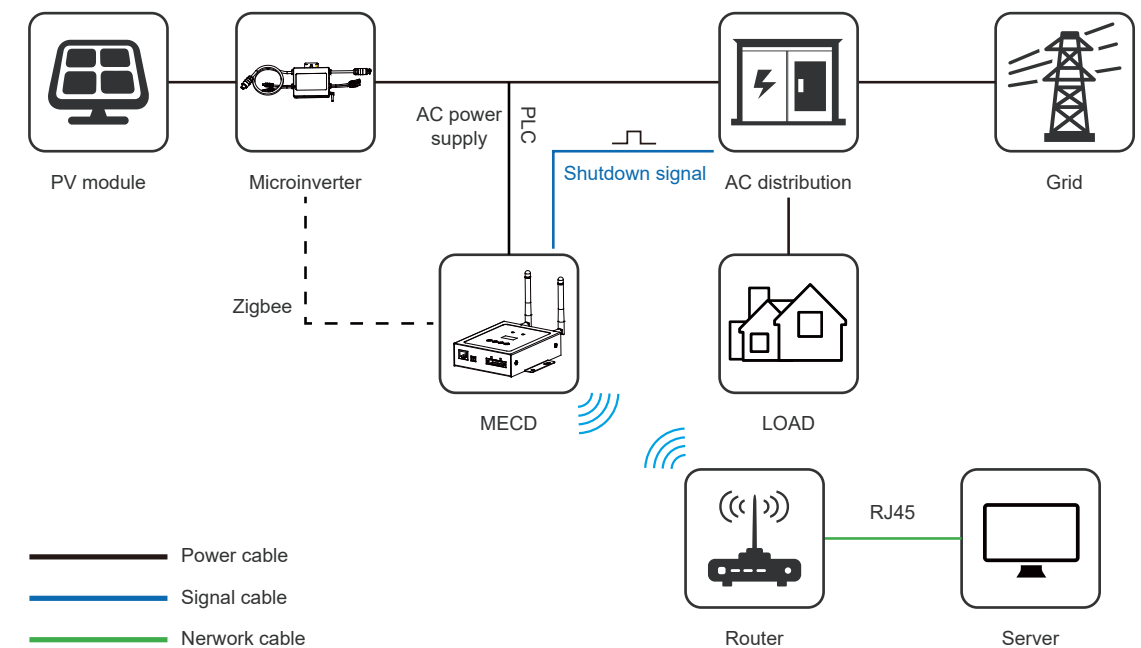 AC power
supply
PLC
Shutdown signal
PV module
Microinverter
AC distribution
Grid
Zigbee
MECD
LOAD
RJ45
Power cable
Signal cable
Nerwork cable
Router
Server